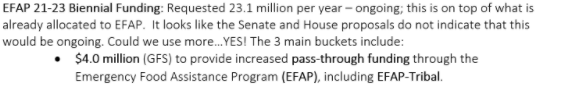 EFAP 21-23 Biennial Funding: Requested 23.1 million per year – ongoing; this is on top of what is
already allocated to EFAP.  It looks like the Senate and House proposals do not indicate that this
would be ongoing. Could we use more…YES! The 3 main buckets include:
• $4.0 million (GFS) to provide increased pass-through funding through the
Emergency Food Assistance Program (EFAP), including EFAP-Tribal.